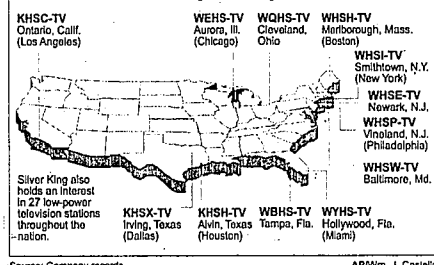 KHSC-TV
Ontario, Calif.
(Los Angeles)
WEHS-TV
Aurora, Ill.
(Chicago)
WQHS-TV
Cleveland,
Ohio
WHSH-TV
Marlborough, Mass.
(Boston)
WHSI-TV
Smithtown, N.Y.
(New York)
WHSE-TV
Newark, N.J.
WHSP-TV
Vineland, N.J.
(Philadelphia)
WHSW-TV
Baltimore, Md.
Silver King also
holds an interest
in 27 low-power
television stations
throughout the
nation.
KHSX-TV
Irving, Texas
(Dallas)
KHSH-TV
Alvin, Texas
(Houston)
WBHS-TV
Tampa, Fla.
WYHS-TV
Hollywood, Fla.
(Miami)
Source: Company records
AP/Wm. J. Castello